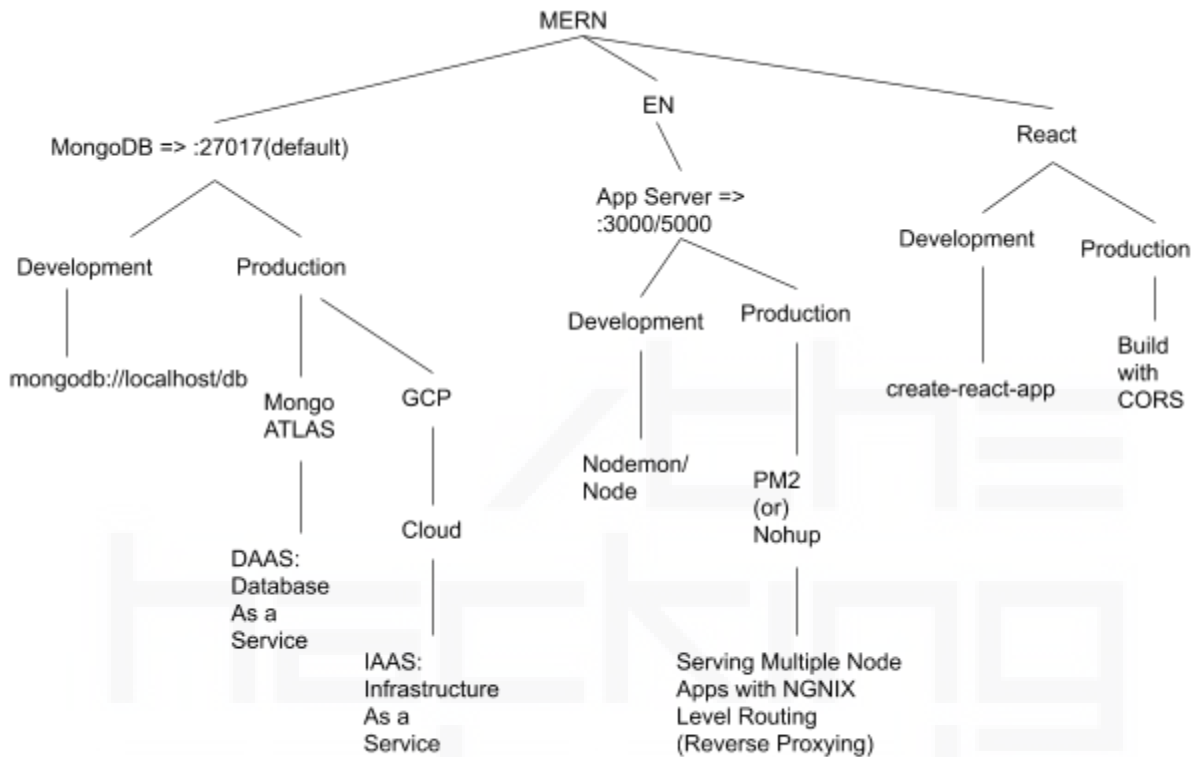 MERN
EN
MongoDB => :27017(default)
React
App Server =>
:3000/5000
Development
Production
Development
Production
Development
Production
mongodb://localhost/db
Mongo
ATLAS
GCP
create-react-app
Build
with
CORS
Nodemon/
Node
PM2
(or)
Nohup
Cloud
DAAS:
Database
As a
Service
IAAS:
Infrastructure
As a
Service
Serving Multiple Node
Apps with NGNIX
Level Routing
(Reverse Proxying)
the
hacking